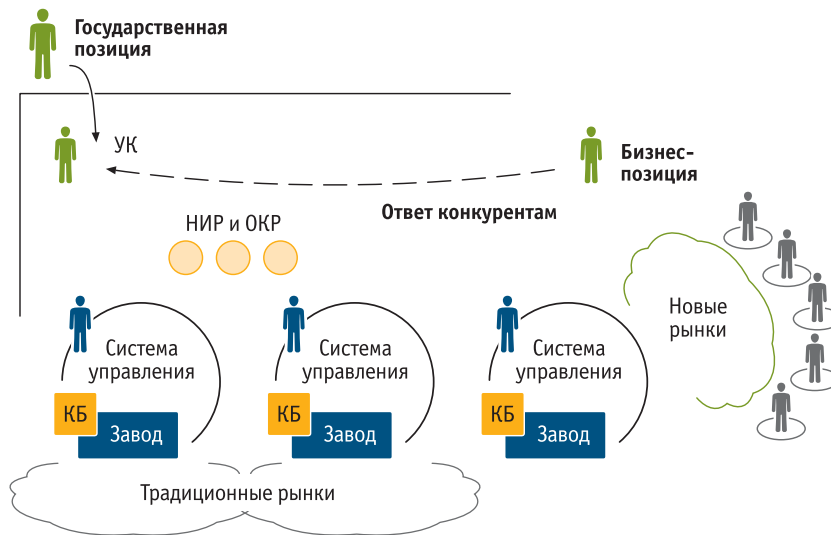 Государственная
позиция
УК
Бизнес-
позиция
Ответ конкурентам
НИР и ОКР
Новые
рынки
Система
управления
КБ
Завод
Система
управления
КБ
Завод
Система
управления
КБ
Завод
Традиционные рынки